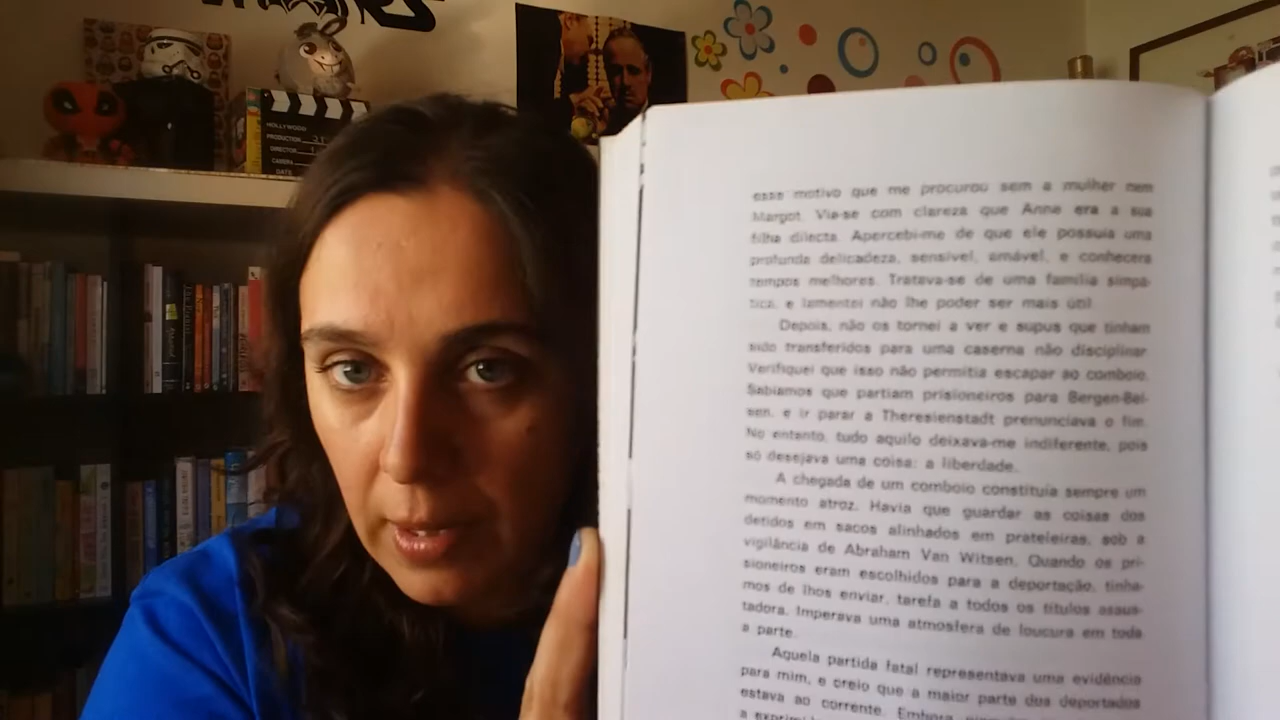 HOLLYWOOD
PRODUCTION
DIRECTOR
CAMERA
DATE
esse motivo que me procurou sem a mulher nem
Margot. Via-se com clareza que Anne era a sua
filha dilecta. Apercebi-me de que ele possuía uma
profunda delicadeza, sensível, amável, e conhecera
tempos melhores. Tratava-se de uma família simpá-
tica, e lamentei não lhe poder ser mais útil.
Depois, não os tornei a ver e supus que tinham
sido transferidos para uma caserna não disciplinar.
Verifiquei que isso não permitia escapar ao comboio.
Sabíamos que partiam prisioneiros para Bergen-Bel-
sen, e ir parar a Theresienstadt prenunciava o fim.
No entanto, tudo aquilo deixava-me indiferente, pois
só desejava uma coisa: a liberdade.
A chegada de um comboio constituía sempre um
momento atroz. Havia que guardar as coisas dos
detidos em sacos alinhados em prateleiras, sob a
vigilância de Abraham Van Witsen. Quando os pri-
sioneiros eram escolhidos para a deportação, tínha-
mos de lhos enviar, tarefa a todos os títulos assus-
tadora. Imperava uma atmosfera de loucura em toda
a parte.
Aquela partida fatal representava uma evidência
para mim, e creio que a maior parte dos deportados
estava ao corrente. Embora